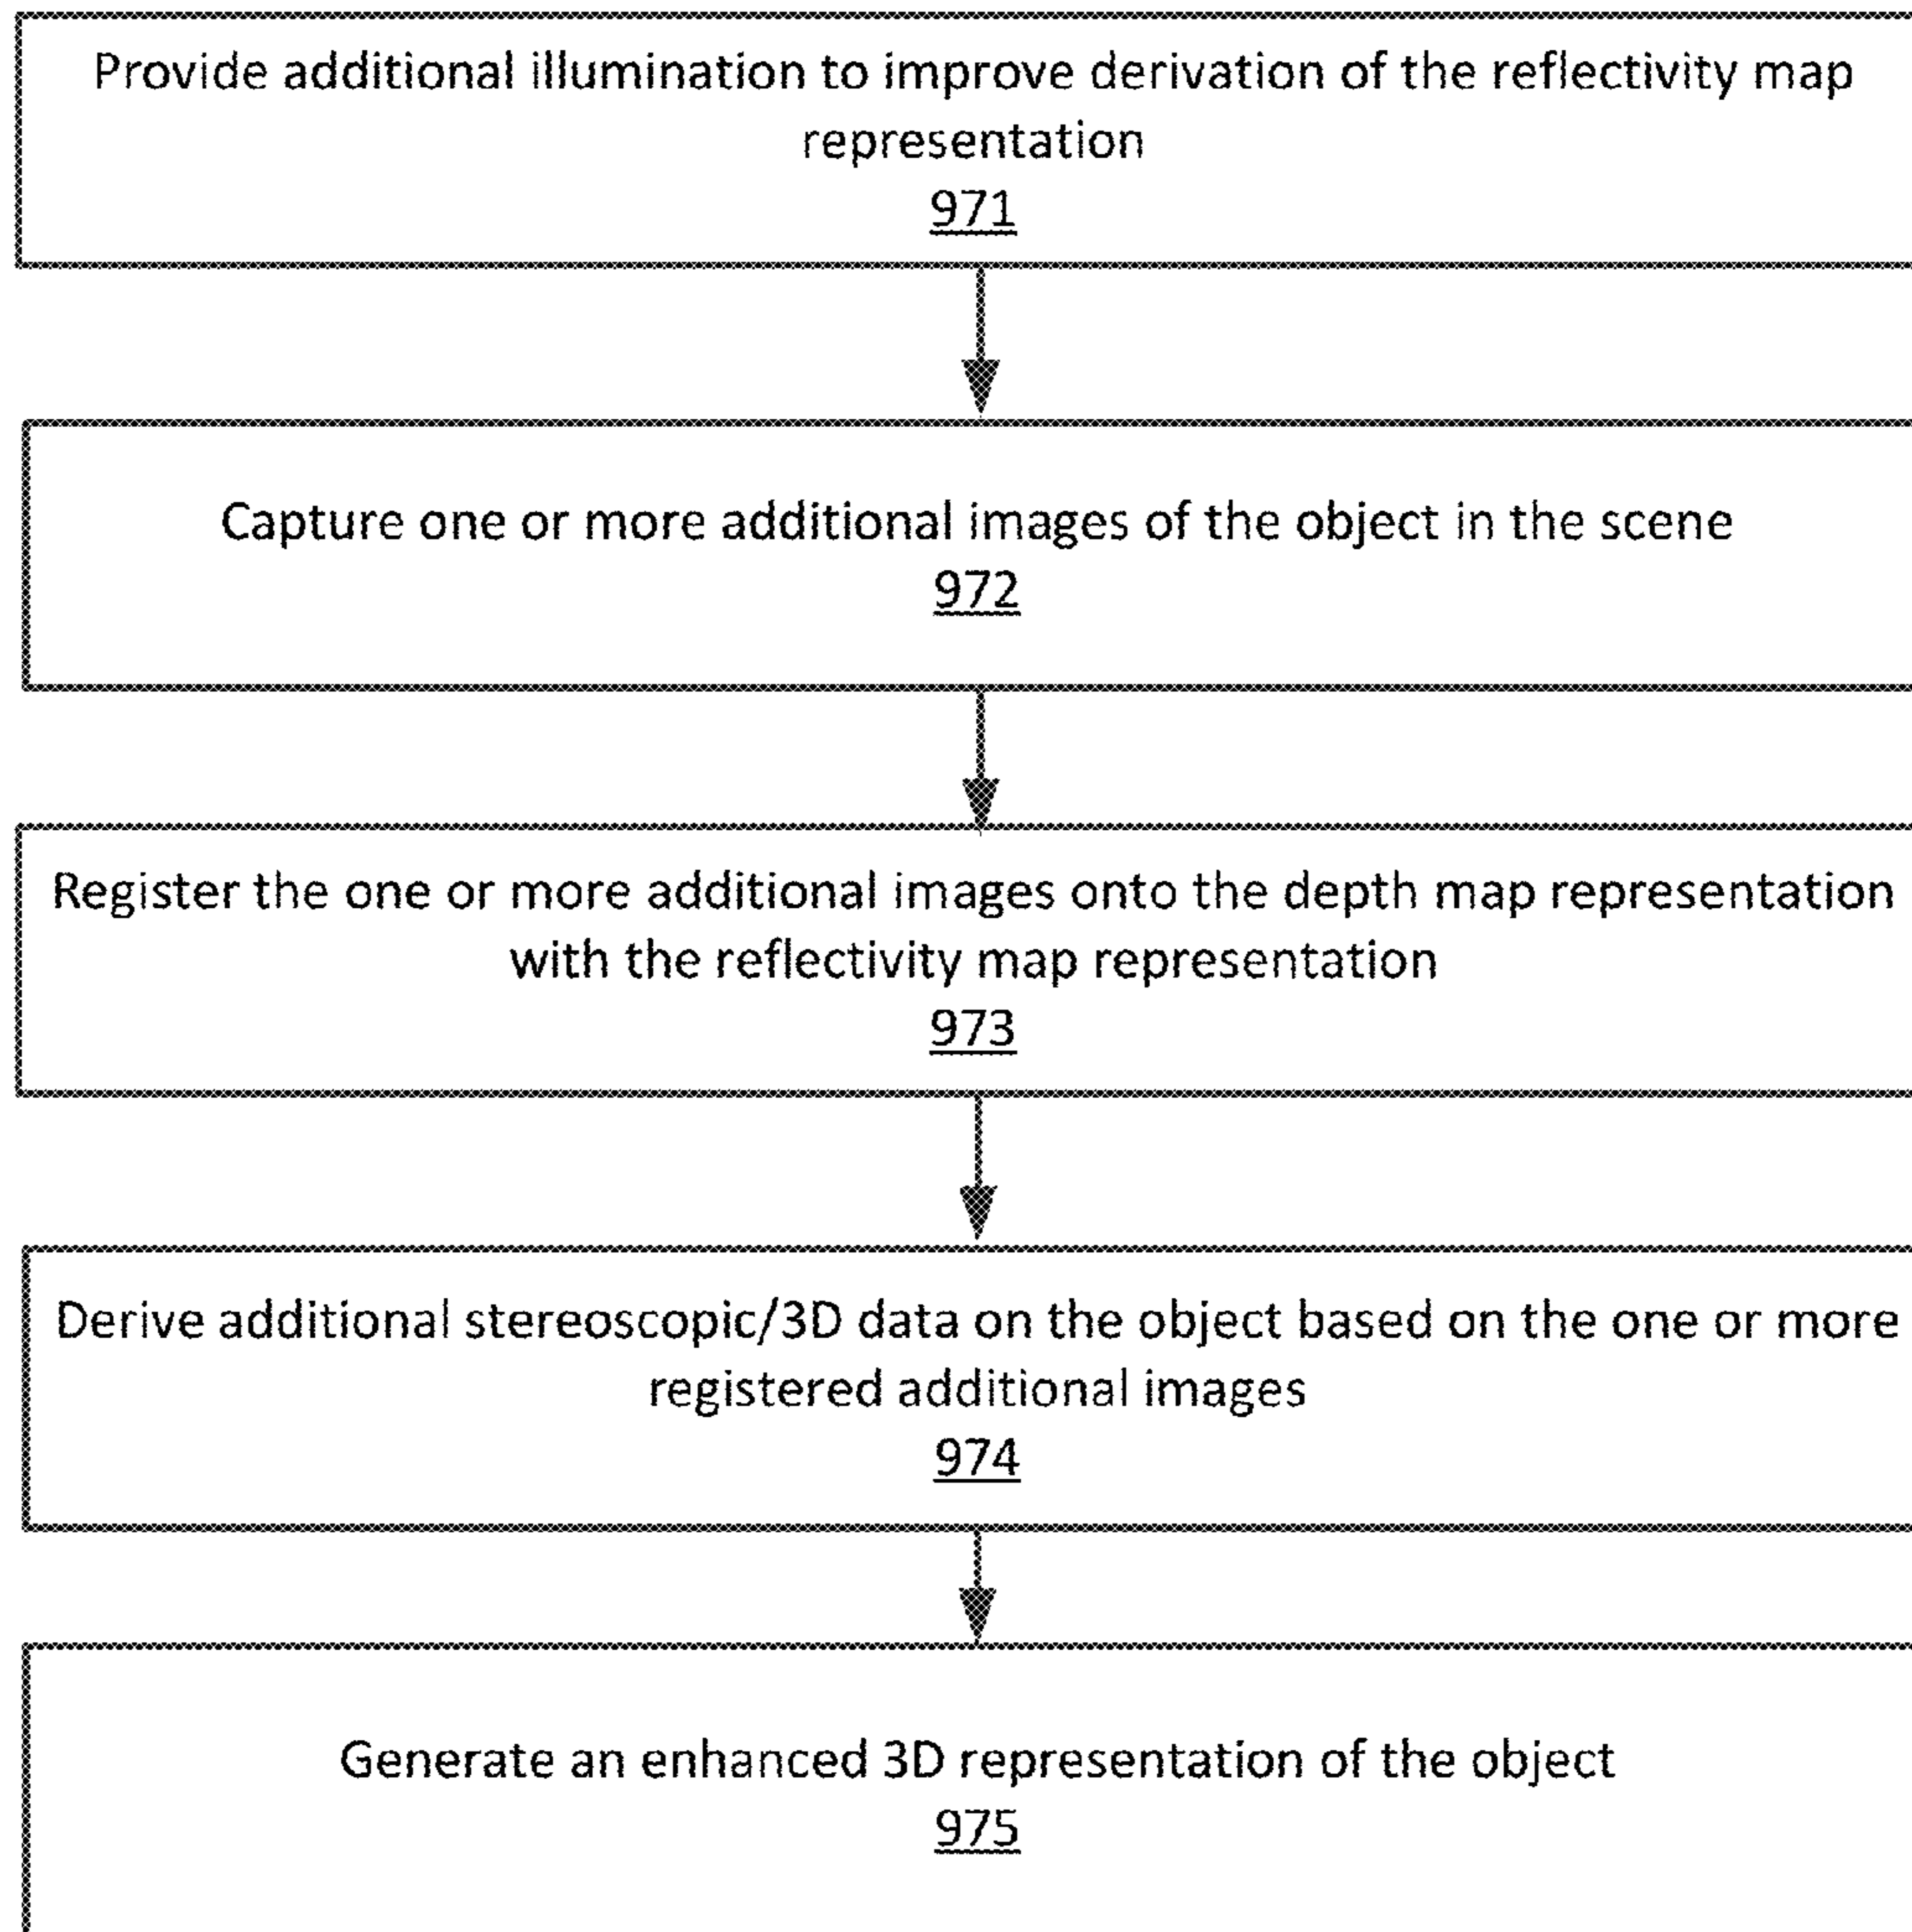 Provide additional illumination to improve derivation of the reflectivity map
representation
971
Capture one or more additional images of the object in the scene
972
Register the one or more additional images onto the depth map representation
with the reflectivity map representation
973
Derive additional stereoscopic/3D data on the object based on the one or more
registered additional images
974
Generate an enhanced 3D representation of the object
975